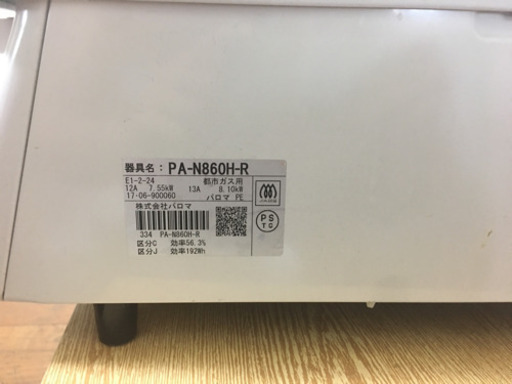 器具名: PA-N860H-R
E1-2-24 都市ガス用
12A 7.55kW 13A 8.10kW
17・06-900060 パロマ PE
株式会社パロマ
334 PA-N860H-R
区分C 効率56.3%
区分J 効率192Wh
PS
TG